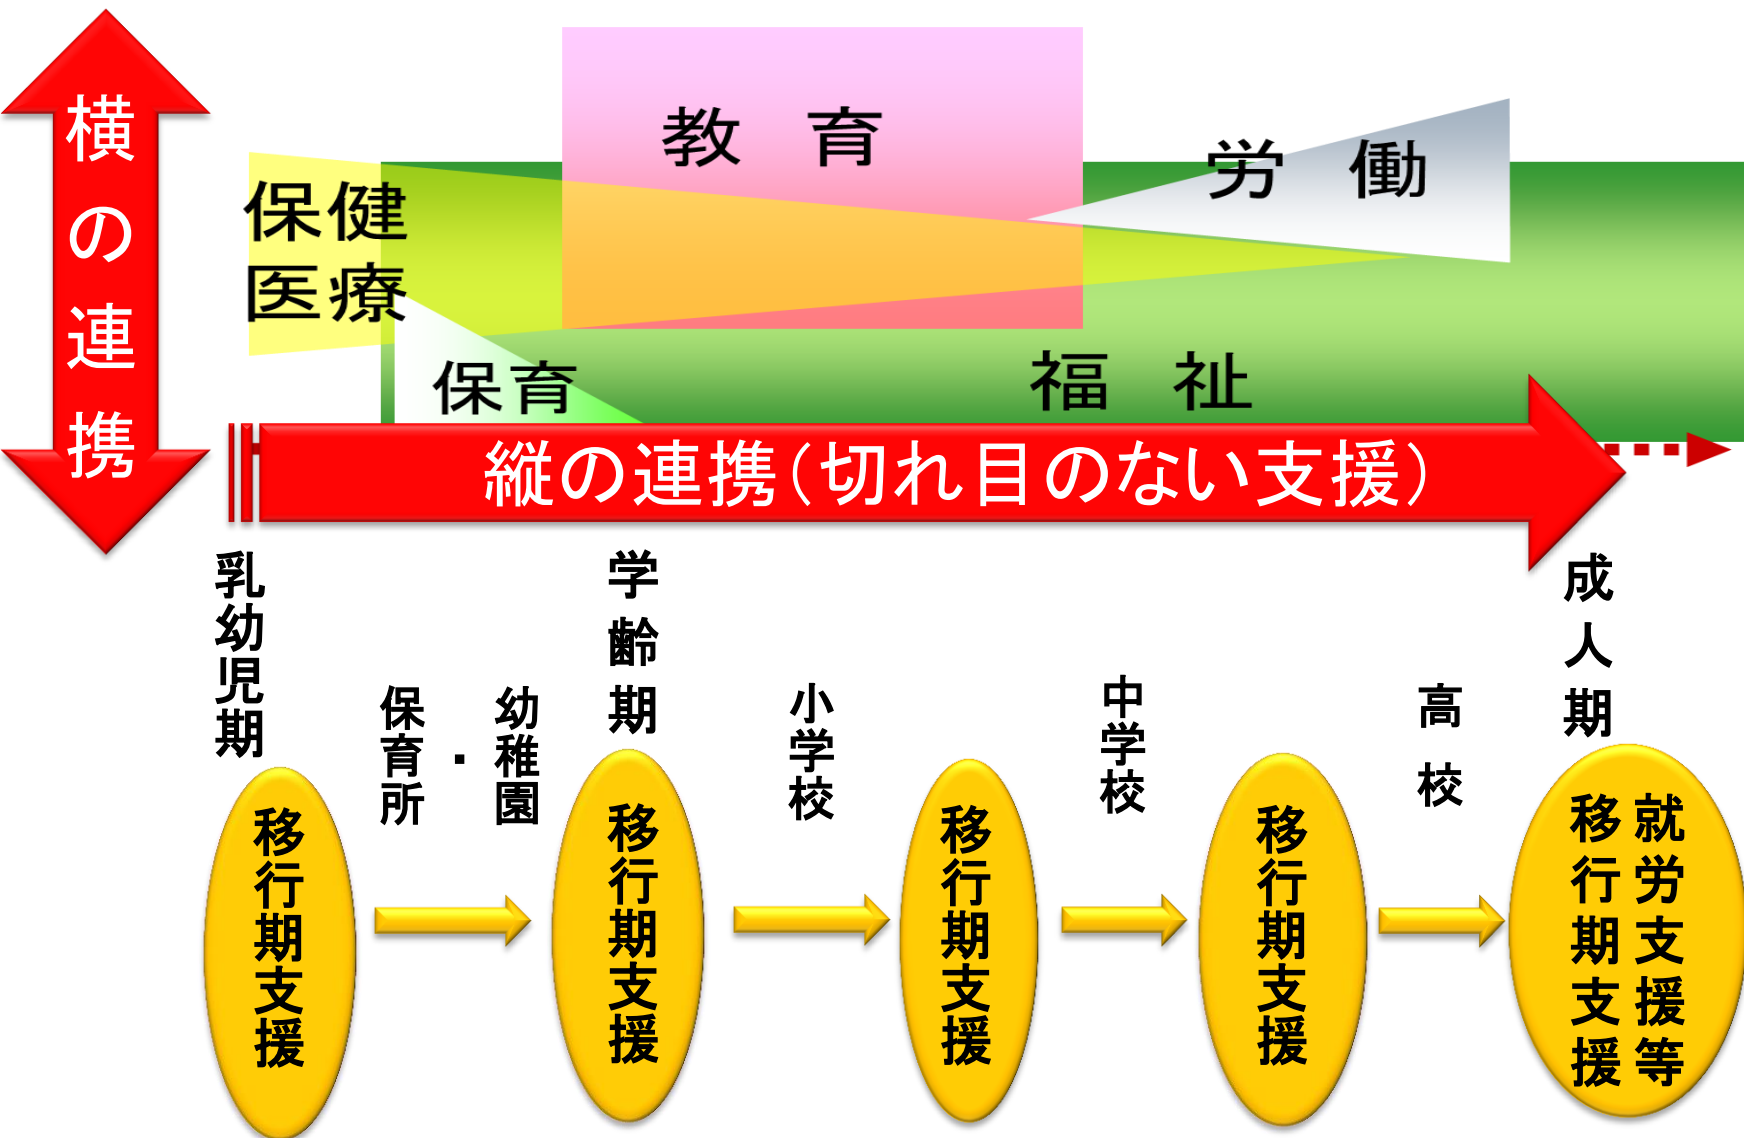 横の連携
教　育
労　働
保健
医療
保育
福　祉
縦の連携（切れ目のない支援）
乳幼児期
学齢期
成人期
保育所
・
幼稚園
小学校
中学校
高校
移行期支援
移行期支援
移行期支援
移行期支援
就労支援等
移行期支援